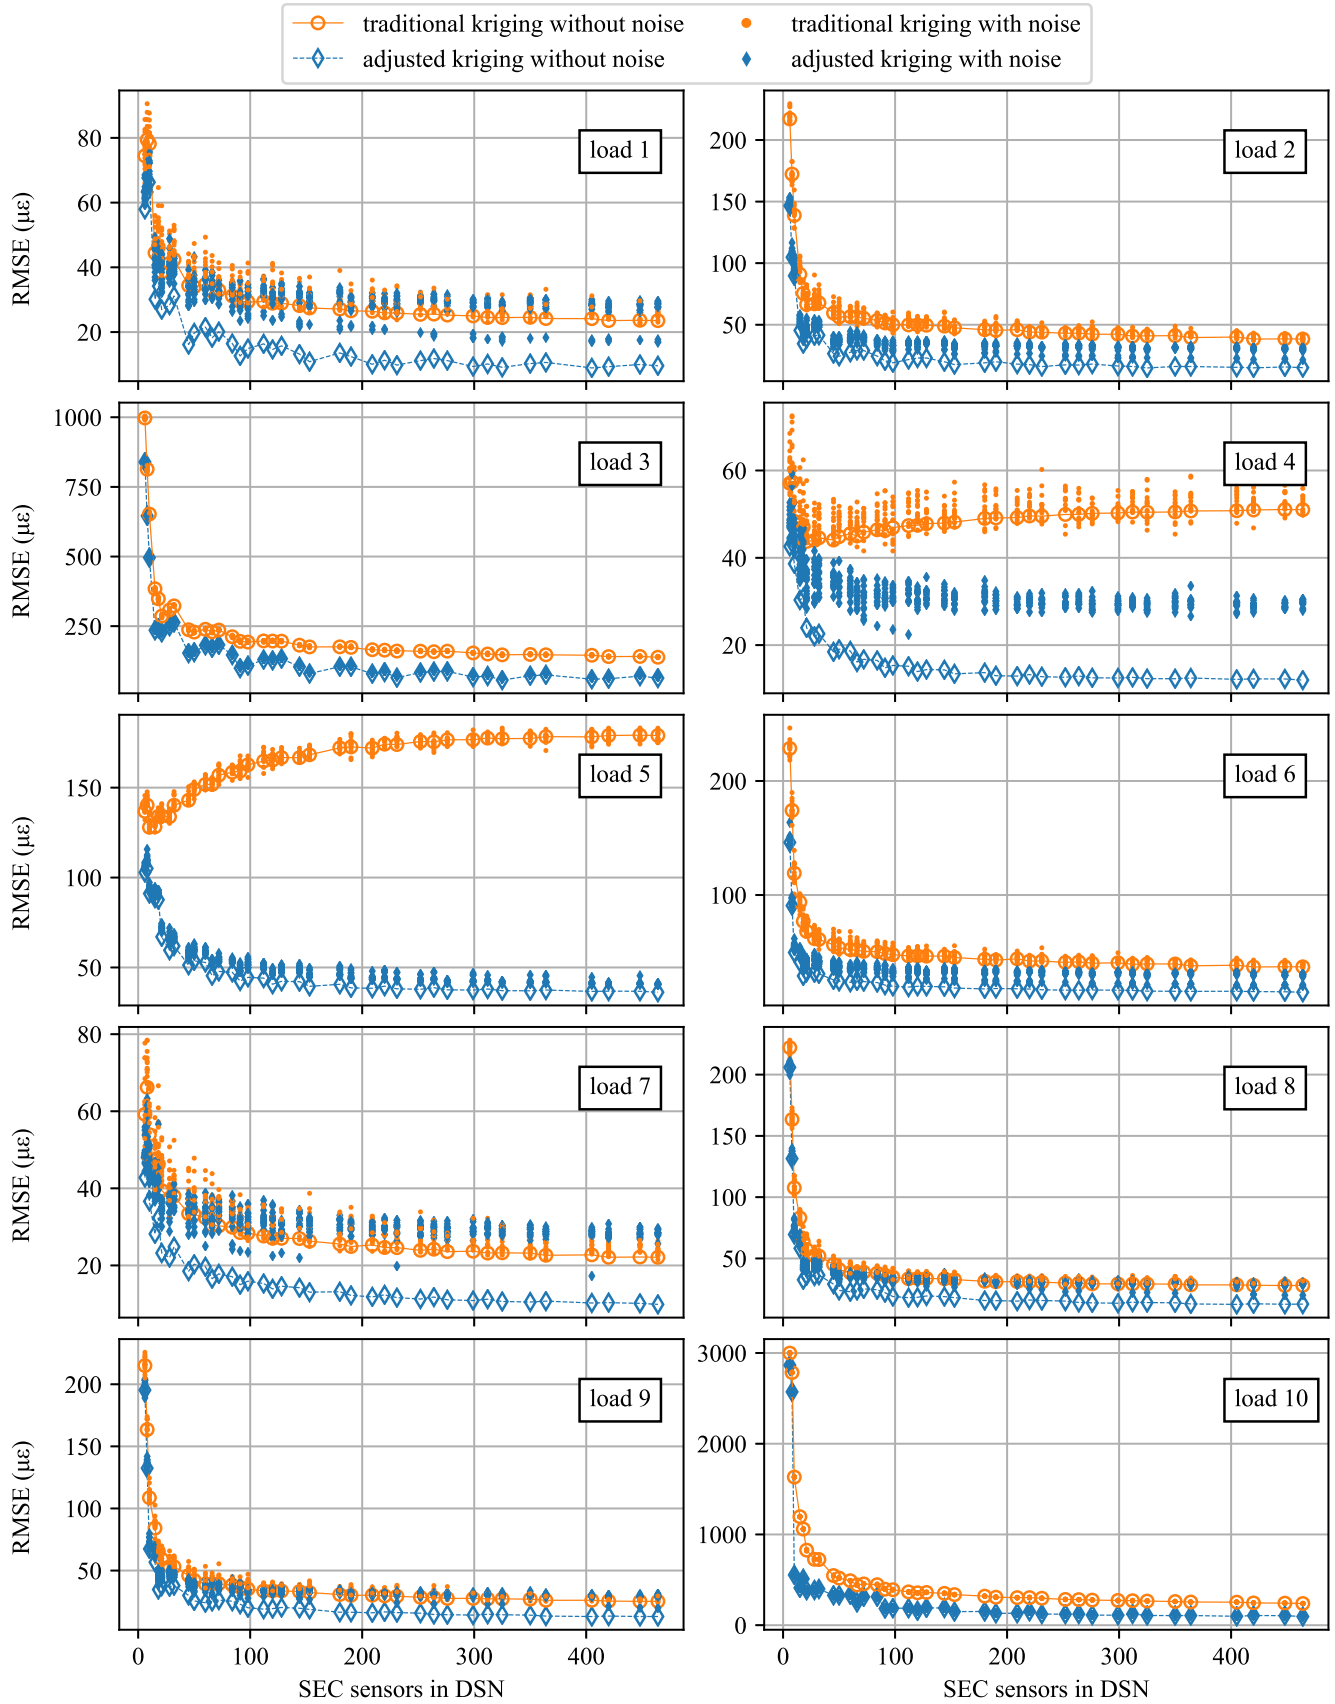 traditional kriging without noise
traditional kriging with noise
adjusted kriging without noise
adjusted kriging with noise
80
60
40
20
RMSE (με)
load 1
200
150
100
50
load 2
1000
750
500
250
RMSE (με)
load 3
60
40
20
load 4
150
100
50
RMSE (με)
load 5
200
100
load 6
80
60
40
20
RMSE (με)
load 7
200
150
100
50
load 8
200
150
100
50
RMSE (με)
load 9
0 100 200 300 400
SEC sensors in DSN
3000
2000
1000
0
load 10
0 100 200 300 400
SEC sensors in DSN